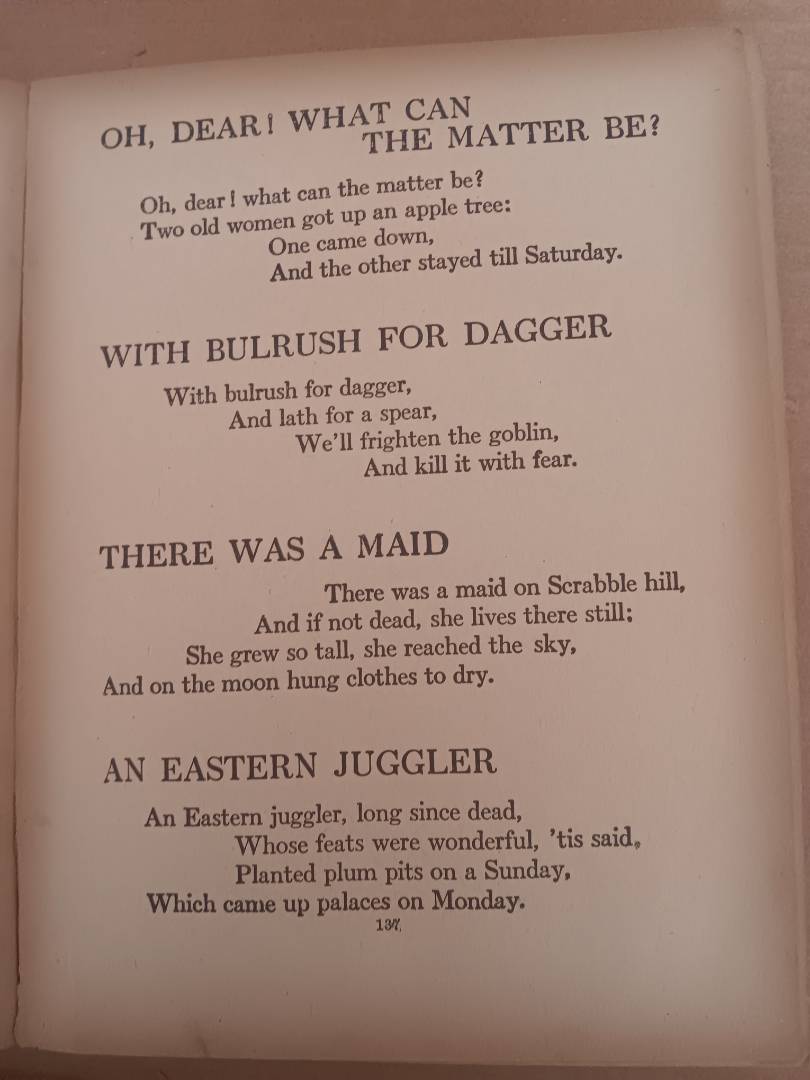 OH, DEAR! WHAT CAN
THE MATTER BE?
Oh, dear! what can the matter be?
Two old women got up an apple tree:
One came down,
And the other stayed till Saturday.
WITH BULRUSH FOR DAGGER
With bulrush for dagger,
And lath for a spear,
We'll frighten the goblin,
And kill it with fear.
THERE WAS A MAID
There was a maid on Scrabble hill,
And if not dead, she lives there still;
She grew so tall, she reached the sky,
And on the moon hung clothes to dry.
AN EASTERN JUGGLER
An Eastern juggler, long since dead,
Whose feats were wonderful, 'tis said,
Planted plum pits on a Sunday,
Which came up palaces on Monday.
137